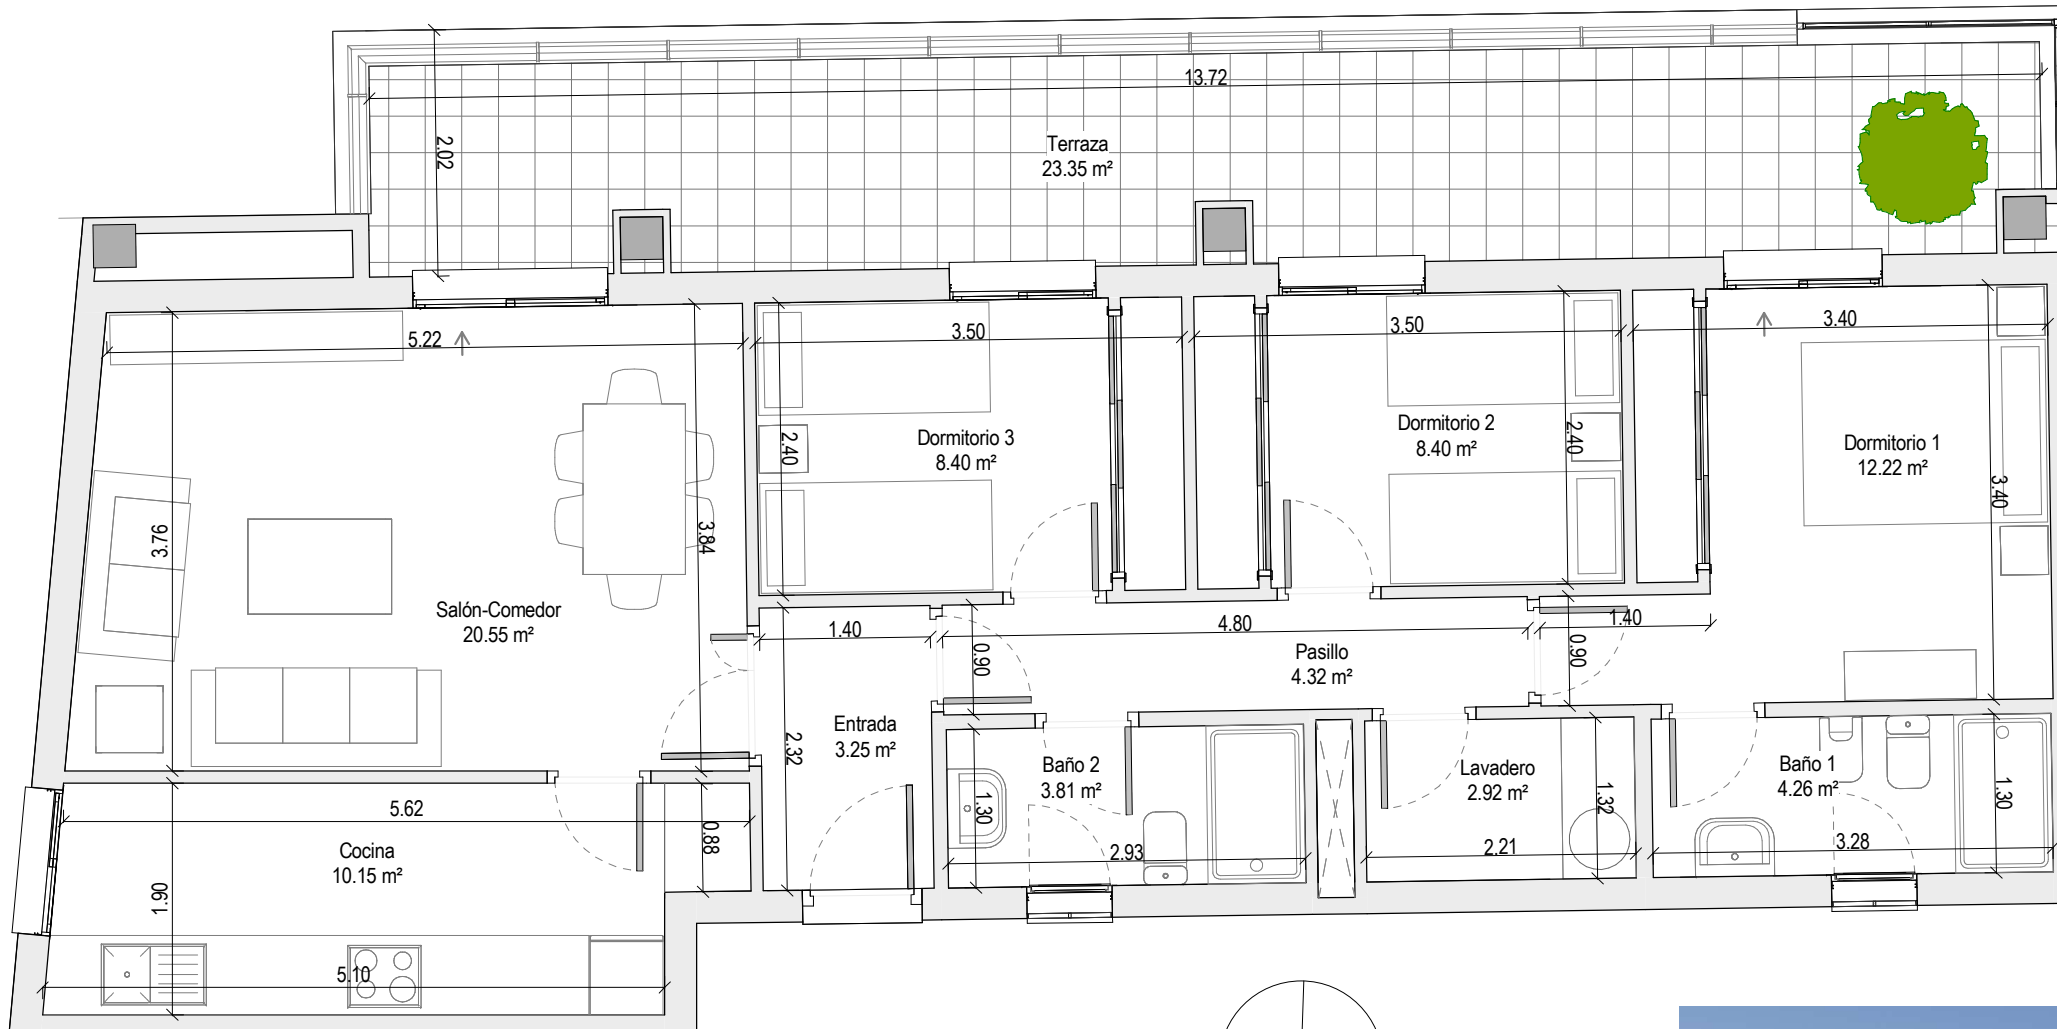 13.72
2.02
Terraza
23.35 m²
5.22
3.50
3.50
3.40
Dormitorio 3
8.40 m²
2.40
Dormitorio 2
8.40 m²
2.40
Dormitorio 1
12.22 m²
3.40
3.76
3.84
Salón-Comedor
20.55 m²
1.40
4.80
1.40
0.90
0.90
Pasillo
4.32 m²
Entrada
3.25 m²
2.32
Baño 2
3.81 m²
1.30
2.93
Lavadero
2.92 m²
1.32
2.21
Baño 1
4.26 m²
1.30
3.28
5.62
0.88
Cocina
10.15 m²
1.90
5.10